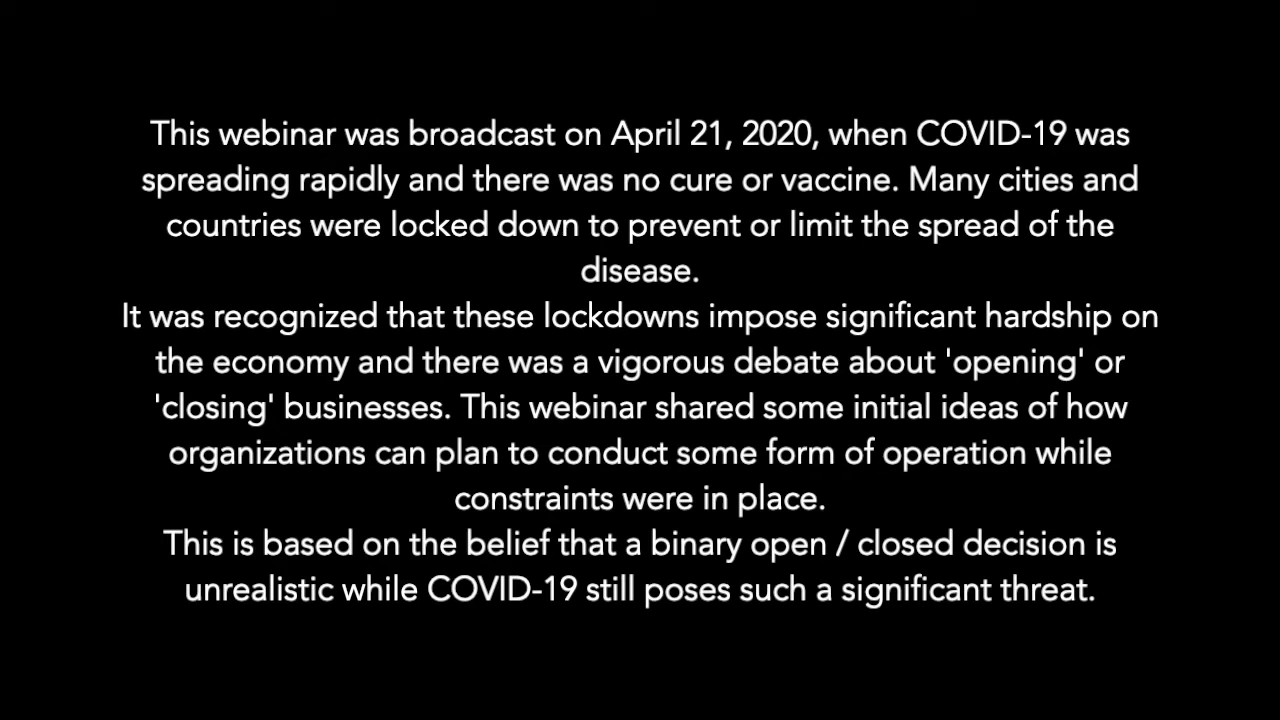 This webinar was broadcast on April 21, 2020, when COVID-19 was
spreading rapidly and there was no cure or vaccine. Many cities and
countries were locked down to prevent or limit the spread of the
disease.
It was recognized that these lockdowns impose significant hardship on
the economy and there was a vigorous debate about 'opening' or
'closing' businesses. This webinar shared some initial ideas of how
organizations can plan to conduct some form of operation while
constraints were in place.
This is based on the belief that a binary open / closed decision is
unrealistic while COVID-19 still poses such a significant threat.